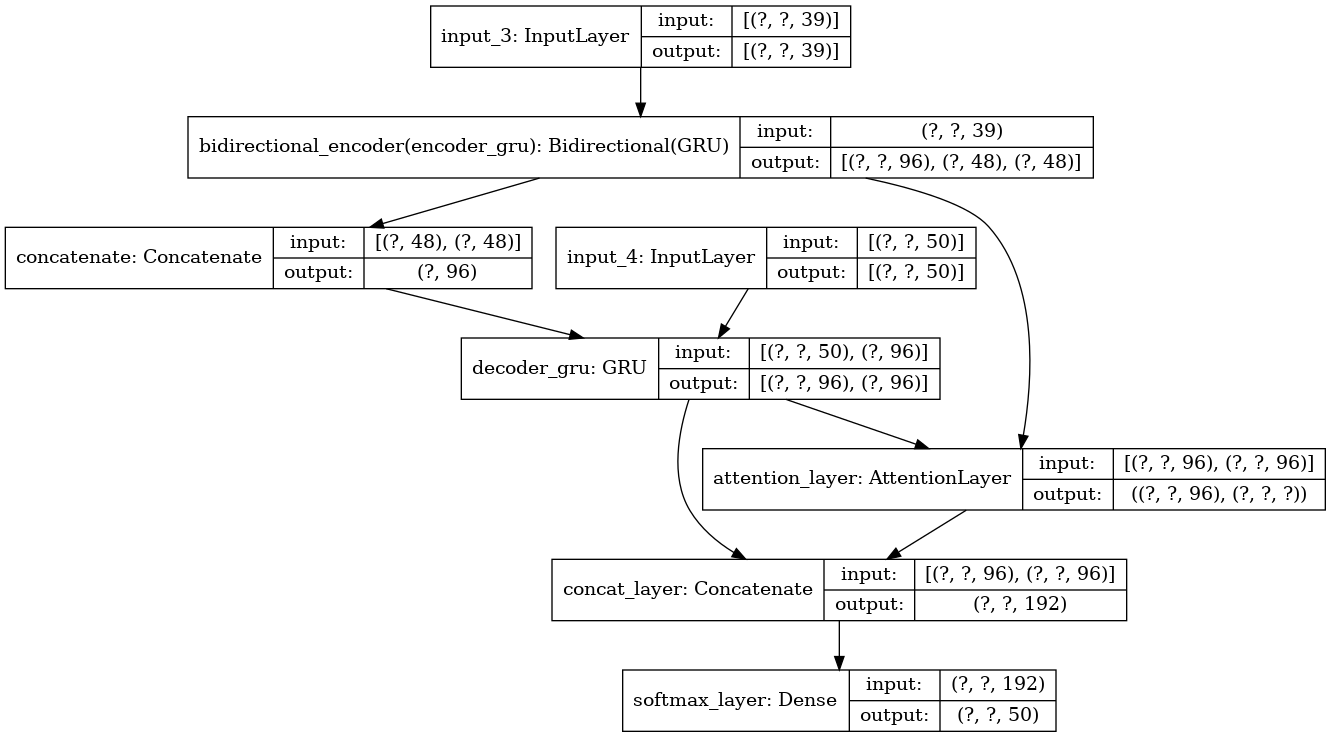 input_3: InputLayer
input:
[(?, ?, 39)]
output:
[(?, ?, 39)]
bidirectional_encoder(encoder_gru): Bidirectional(GRU)
input:
(?, ?, 39)
output:
[(?, ?, 96), (?, 48), (?, 48)]
concatenate: Concatenate
input:
[(?, 48), (?, 48)]
output:
(?, 96)
input_4: InputLayer
input:
[(?, ?, 50)]
output:
[(?, ?, 50)]
decoder_gru: GRU
input:
[(?, ?, 50), (?, 96)]
output:
[(?, ?, 96), (?, 96)]
attention_layer: AttentionLayer
input:
[(?, ?, 96), (?, ?, 96)]
output:
((?, ?, 96), (?, ?, ?))
concat_layer: Concatenate
input:
[(?, ?, 96), (?, ?, 96)]
output:
(?, ?, 192)
softmax_layer: Dense
input:
(?, ?, 192)
output:
(?, ?, 50)